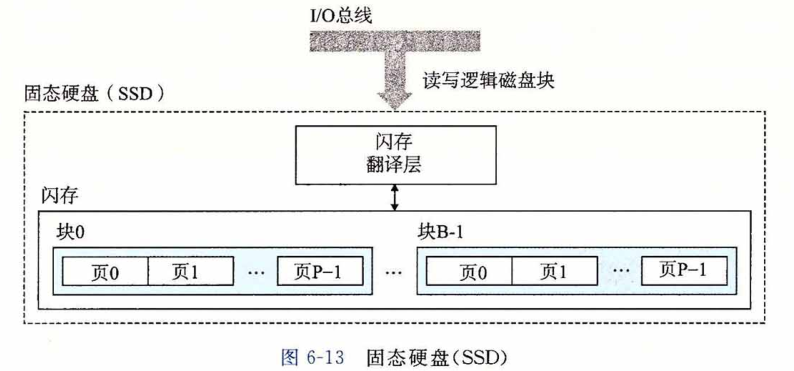 I/O总线
读写逻辑磁盘块
固态硬盘（SSD）
闪存
翻译层
闪存
块0
块B-1
页0 页1 … 页P-1 … 页0 页1 … 页P-1
图 6-13 固态硬盘(SSD)